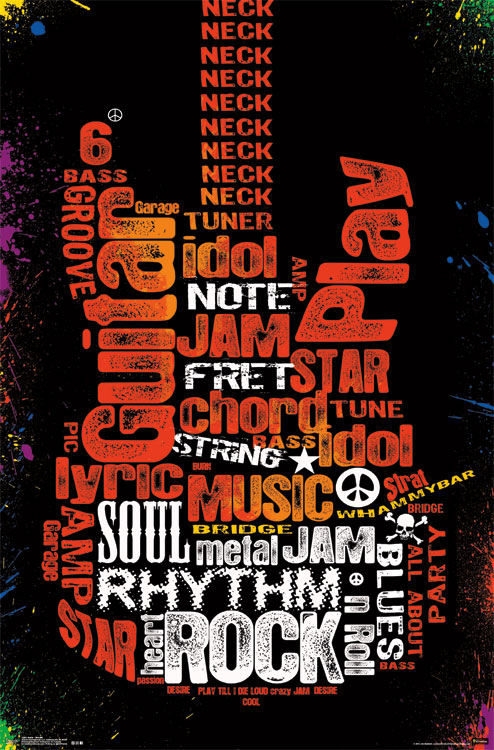 NECK
NECK
NECK
NECK
NECK
NECK
NECK
NECK
NECK
6
BASS
GROOVE
Guitar
Garage
TUNER
Play
idol
AMP
NOTE
JAM
FRET
STAR
chord
TUNE
PIC
STRING
BASS
idol
lyric
BURN
MUSIC
Strat
WHAMMYBAR
BRIDGE
AMP
Garage
SOUL
BRIDGE
metal
JAM
BLUES
ALL ABOUT
PARTY
RHYTHM
STAR
heart
passion
ROCK
n Roll
BASS
DESIRE PLAY TILL I DIE LOUD crazy JAM DESIRE
COOL